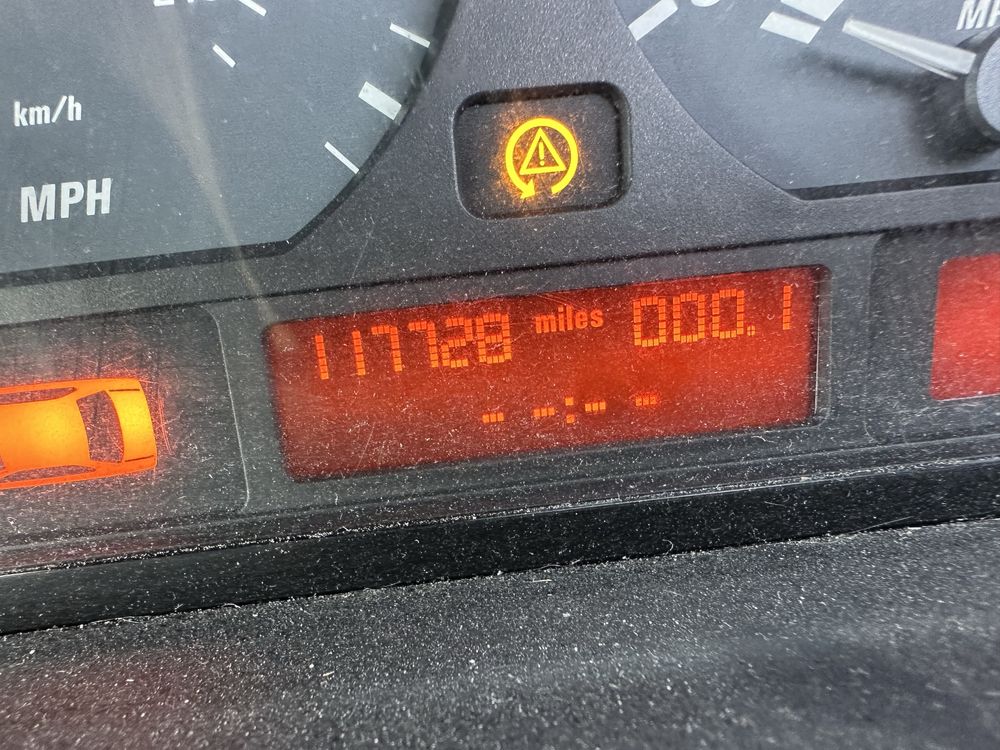 km/h
MPH
117728 miles 000.1
- -:- -